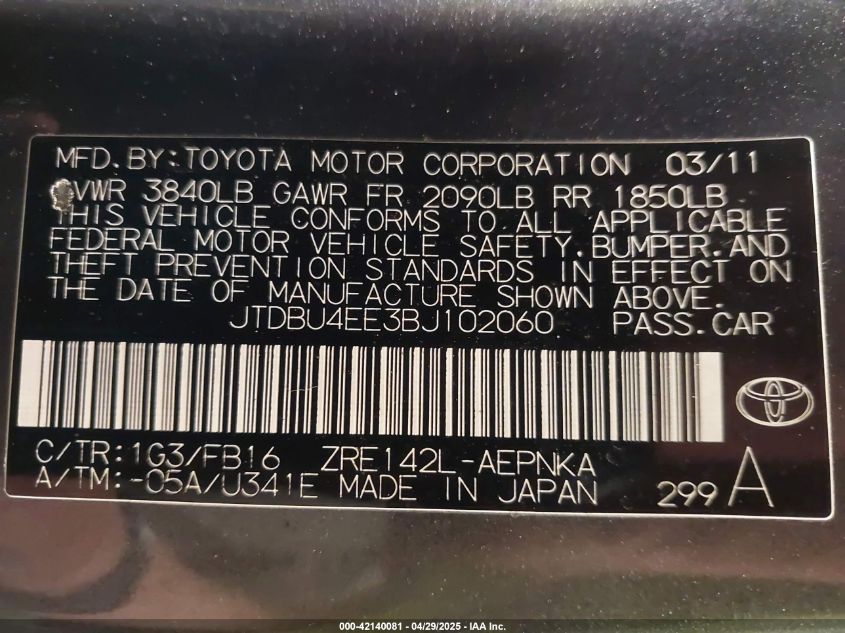 MFD. BY: TOYOTA MOTOR CORPORATION 03/11
GVWR 3840LB GAWR FR 2090LB RR 1850LB
THIS VEHICLE CONFORMS TO ALL APPLICABLE
FEDERAL MOTOR VEHICLE SAFETY, BUMPER, AND
THEFT PREVENTION STANDARDS IN EFFECT ON
THE DATE OF MANUFACTURE SHOWN ABOVE.
JTDBU4EE3BJ102060 PASS. CAR
C/TR: 1G3/FB16 ZRE142L-AEPNKA
A/TM: -05A/U341E MADE IN JAPAN 299 A
000-42140081 - 04/29/2025 - IAA Inc.